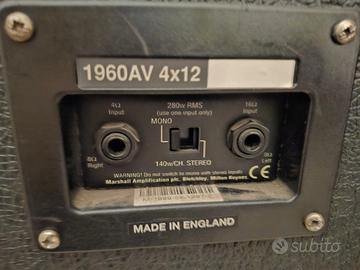 1960AV 4x12
280w RMS
(use one input only)
4Ω
Input
16Ω
Input
MONO
8Ω
Right
8Ω
Left
140w/CH. STEREO
WARNING! Do not switch to mono with stereo inputs
Marshall Amplification plc. Bletchley, Milton Keynes.
CE
MADE IN ENGLAND
subito